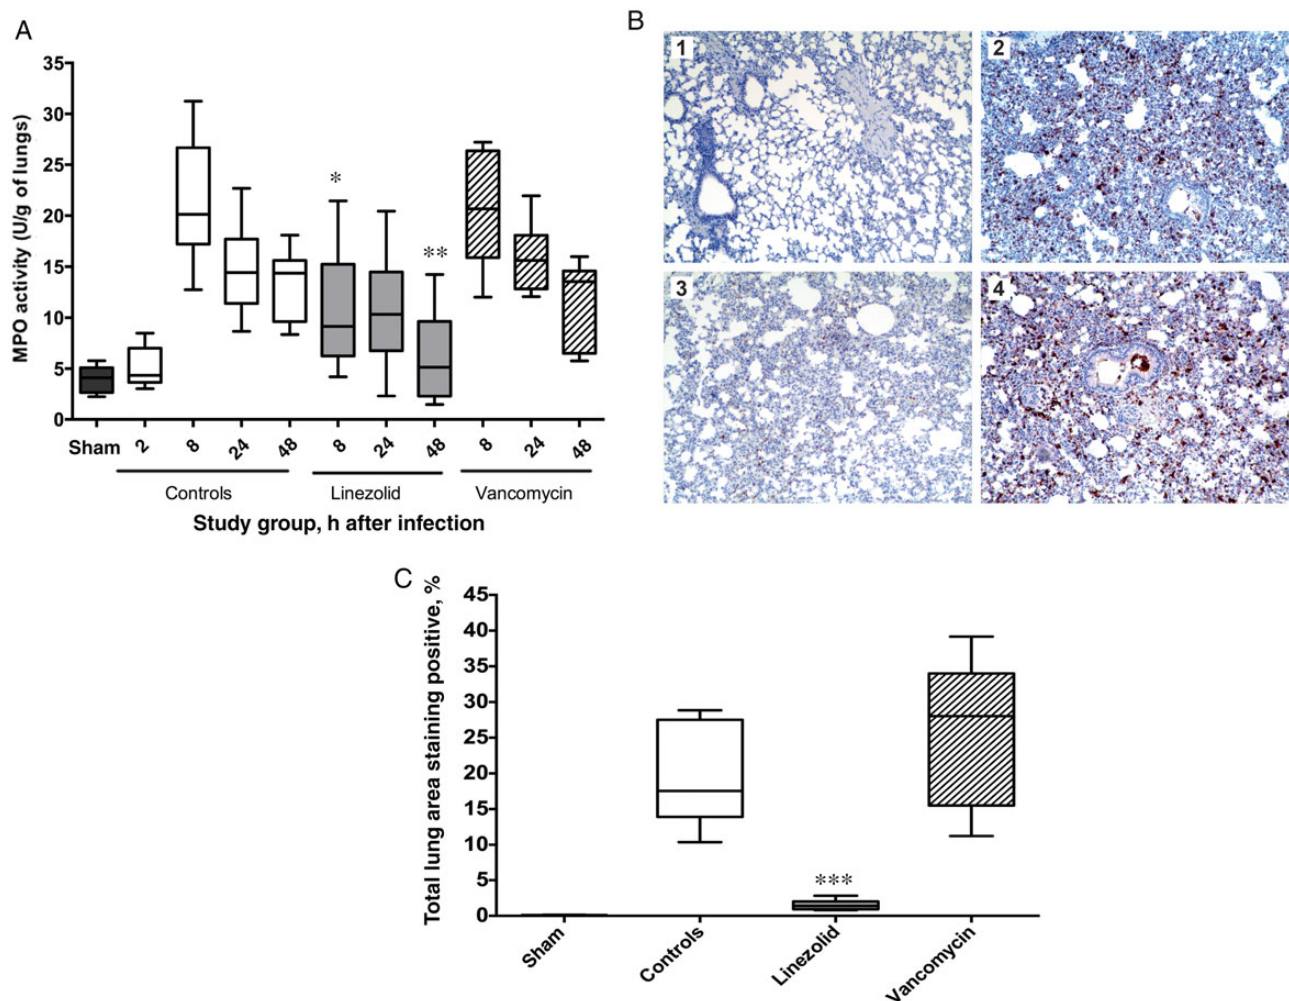 A
MPO activity (U/g of lungs)
35
30
25
20
15
10
5
0
*
**
Sham 2 8 24 48 8 24 48 8 24 48
Controls Linezolid Vancomycin
Study group, h after infection
B
1 2
3 4
C
Total lung area staining positive, %
45
40
35
30
25
20
15
10
5
0
***
Sham Controls Linezolid Vancomycin